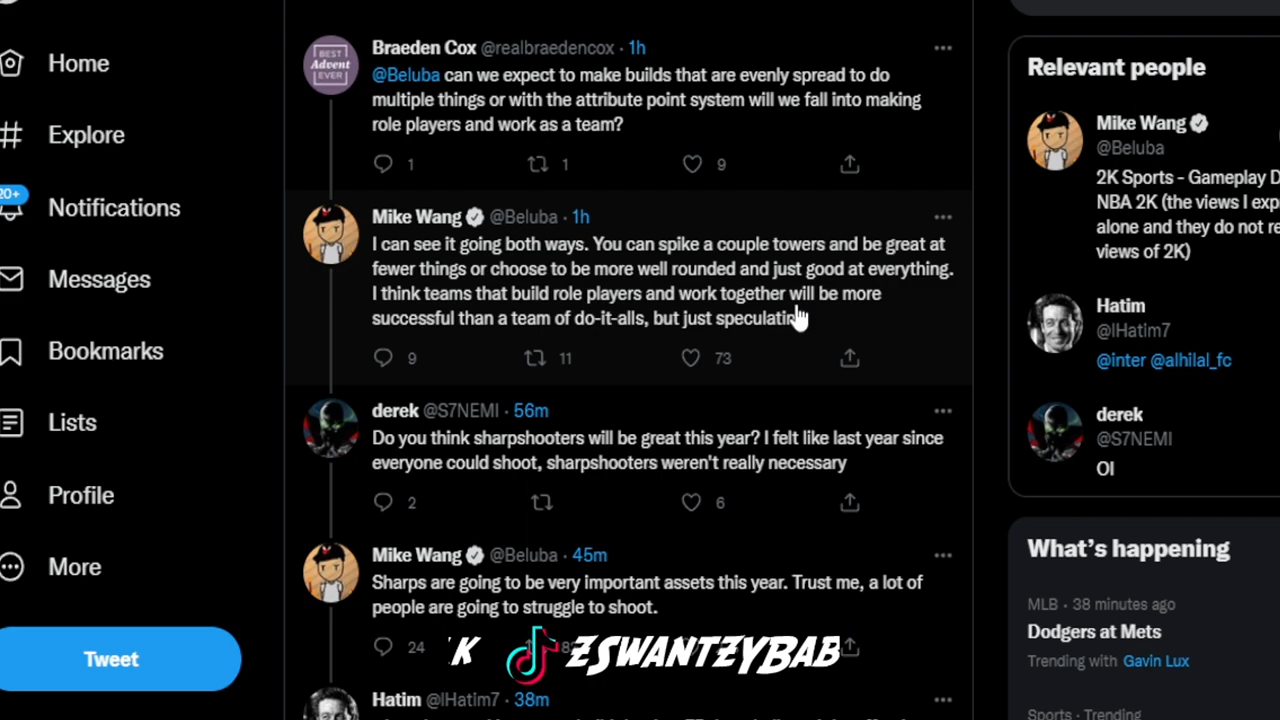 Home
Explore
20+
Notifications
Messages
Bookmarks
Lists
Profile
More
Tweet
BEST
Advent
EVER
Braeden Cox @realbraedencox · 1h
@Beluba can we expect to make builds that are evenly spread to do
multiple things or with the attribute point system will we fall into making
role players and work as a team?
1 1 9
Mike Wang @Beluba · 1h
I can see it going both ways. You can spike a couple towers and be great at
fewer things or choose to be more well rounded and just good at everything.
I think teams that build role players and work together will be more
successful than a team of do-it-alls, but just speculatin
9 11 73
derek @S7NEMI · 56m
Do you think sharpshooters will be great this year? I felt like last year since
everyone could shoot, sharpshooters weren't really necessary
2 6
Mike Wang @Beluba · 45m
Sharps are going to be very important assets this year. Trust me, a lot of
people are going to struggle to shoot.
24
K ZSWANTZYBAB
Hatim @lHatim7 · 38m
Relevant people
Mike Wang
@Beluba
2K Sports - Gameplay D
NBA 2K (the views I exp
alone and they do not re
views of 2K)
Hatim
@lHatim7
@inter @alhilal_fc
derek
@S7NEMI
Ol
What's happening
MLB · 38 minutes ago
Dodgers at Mets
Trending with Gavin Lux
Sports · Trending